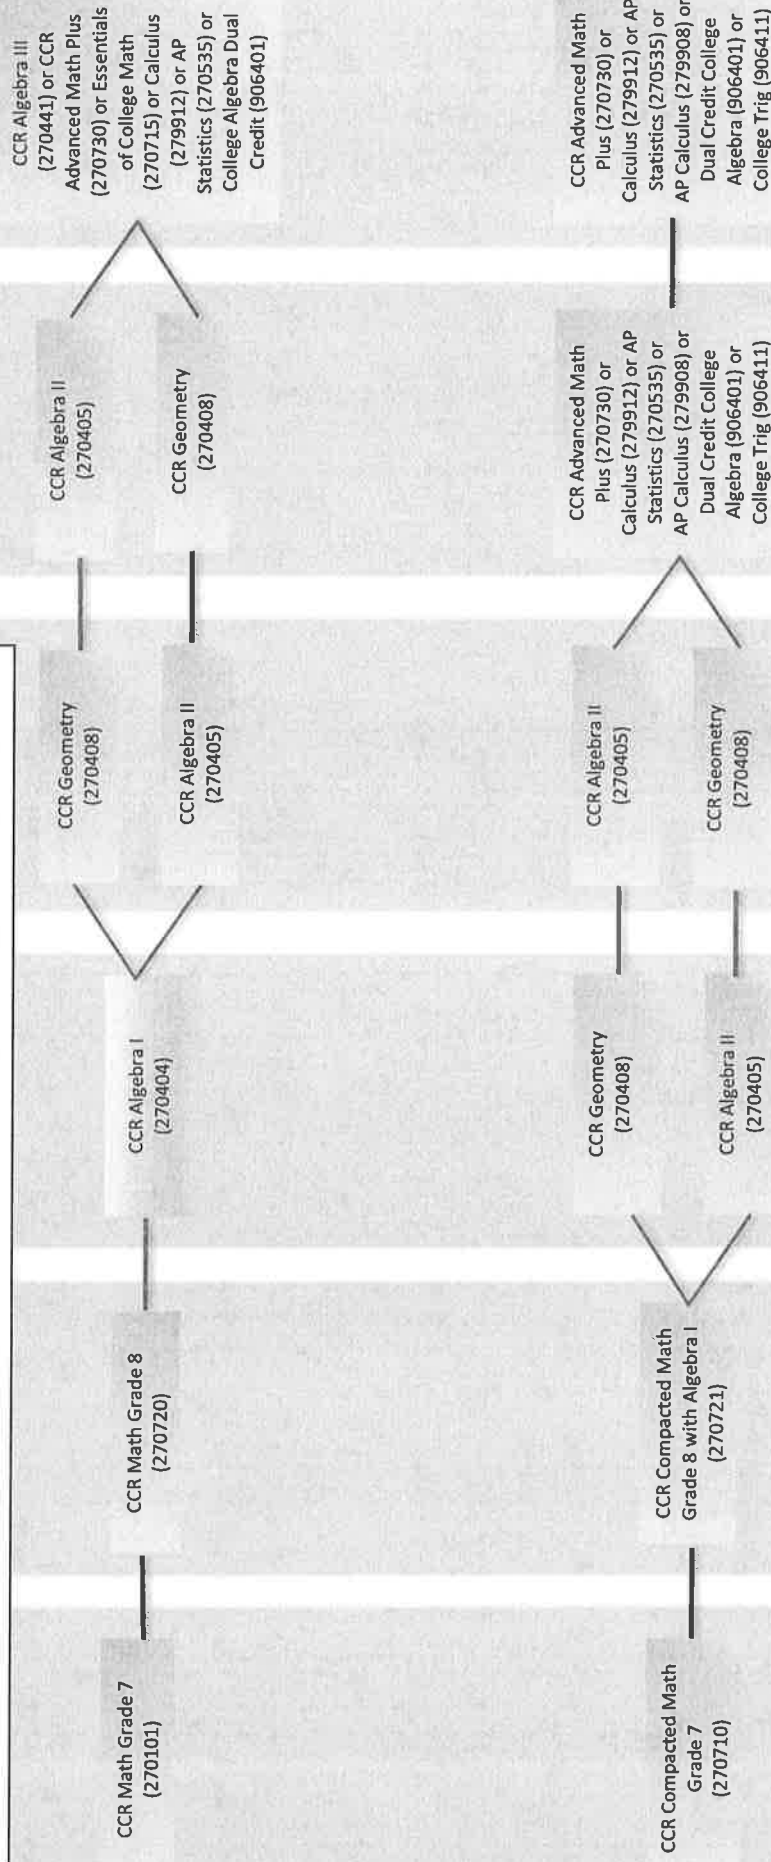 CCR Math Grade 7
(270101)
CCR Math Grade 8
(270720)
CCR Algebra I
(270404)
CCR Geometry
(270408)
CCR Algebra II
(270405)
CCR Algebra II
(270405)
CCR Geometry
(270408)
CCR Algebra III
(270441) or CCR
Advanced Math Plus
(270730) or Essentials
of College Math
(270715) or Calculus
(279912) or AP
Statistics (270535) or
College Algebra Dual
Credit (906401)
CCR Compacted Math
Grade 7
(270710)
CCR Compacted Math
Grade 8 with Algebra I
(270721)
CCR Geometry
(270408)
CCR Algebra II
(270405)
CCR Algebra II
(270405)
CCR Geometry
(270408)
CCR Advanced Math
Plus (270730) or
Calculus (279912) or AP
Statistics (270535) or
AP Calculus (279908) or
Dual Credit College
Algebra (906401) or
College Trig (906411)
CCR Advanced Math
Plus (270730) or
Calculus (279912) or AP
Statistics (270535) or
AP Calculus (279908) or
Dual Credit College
Algebra (906401) or
College Trig (906411)